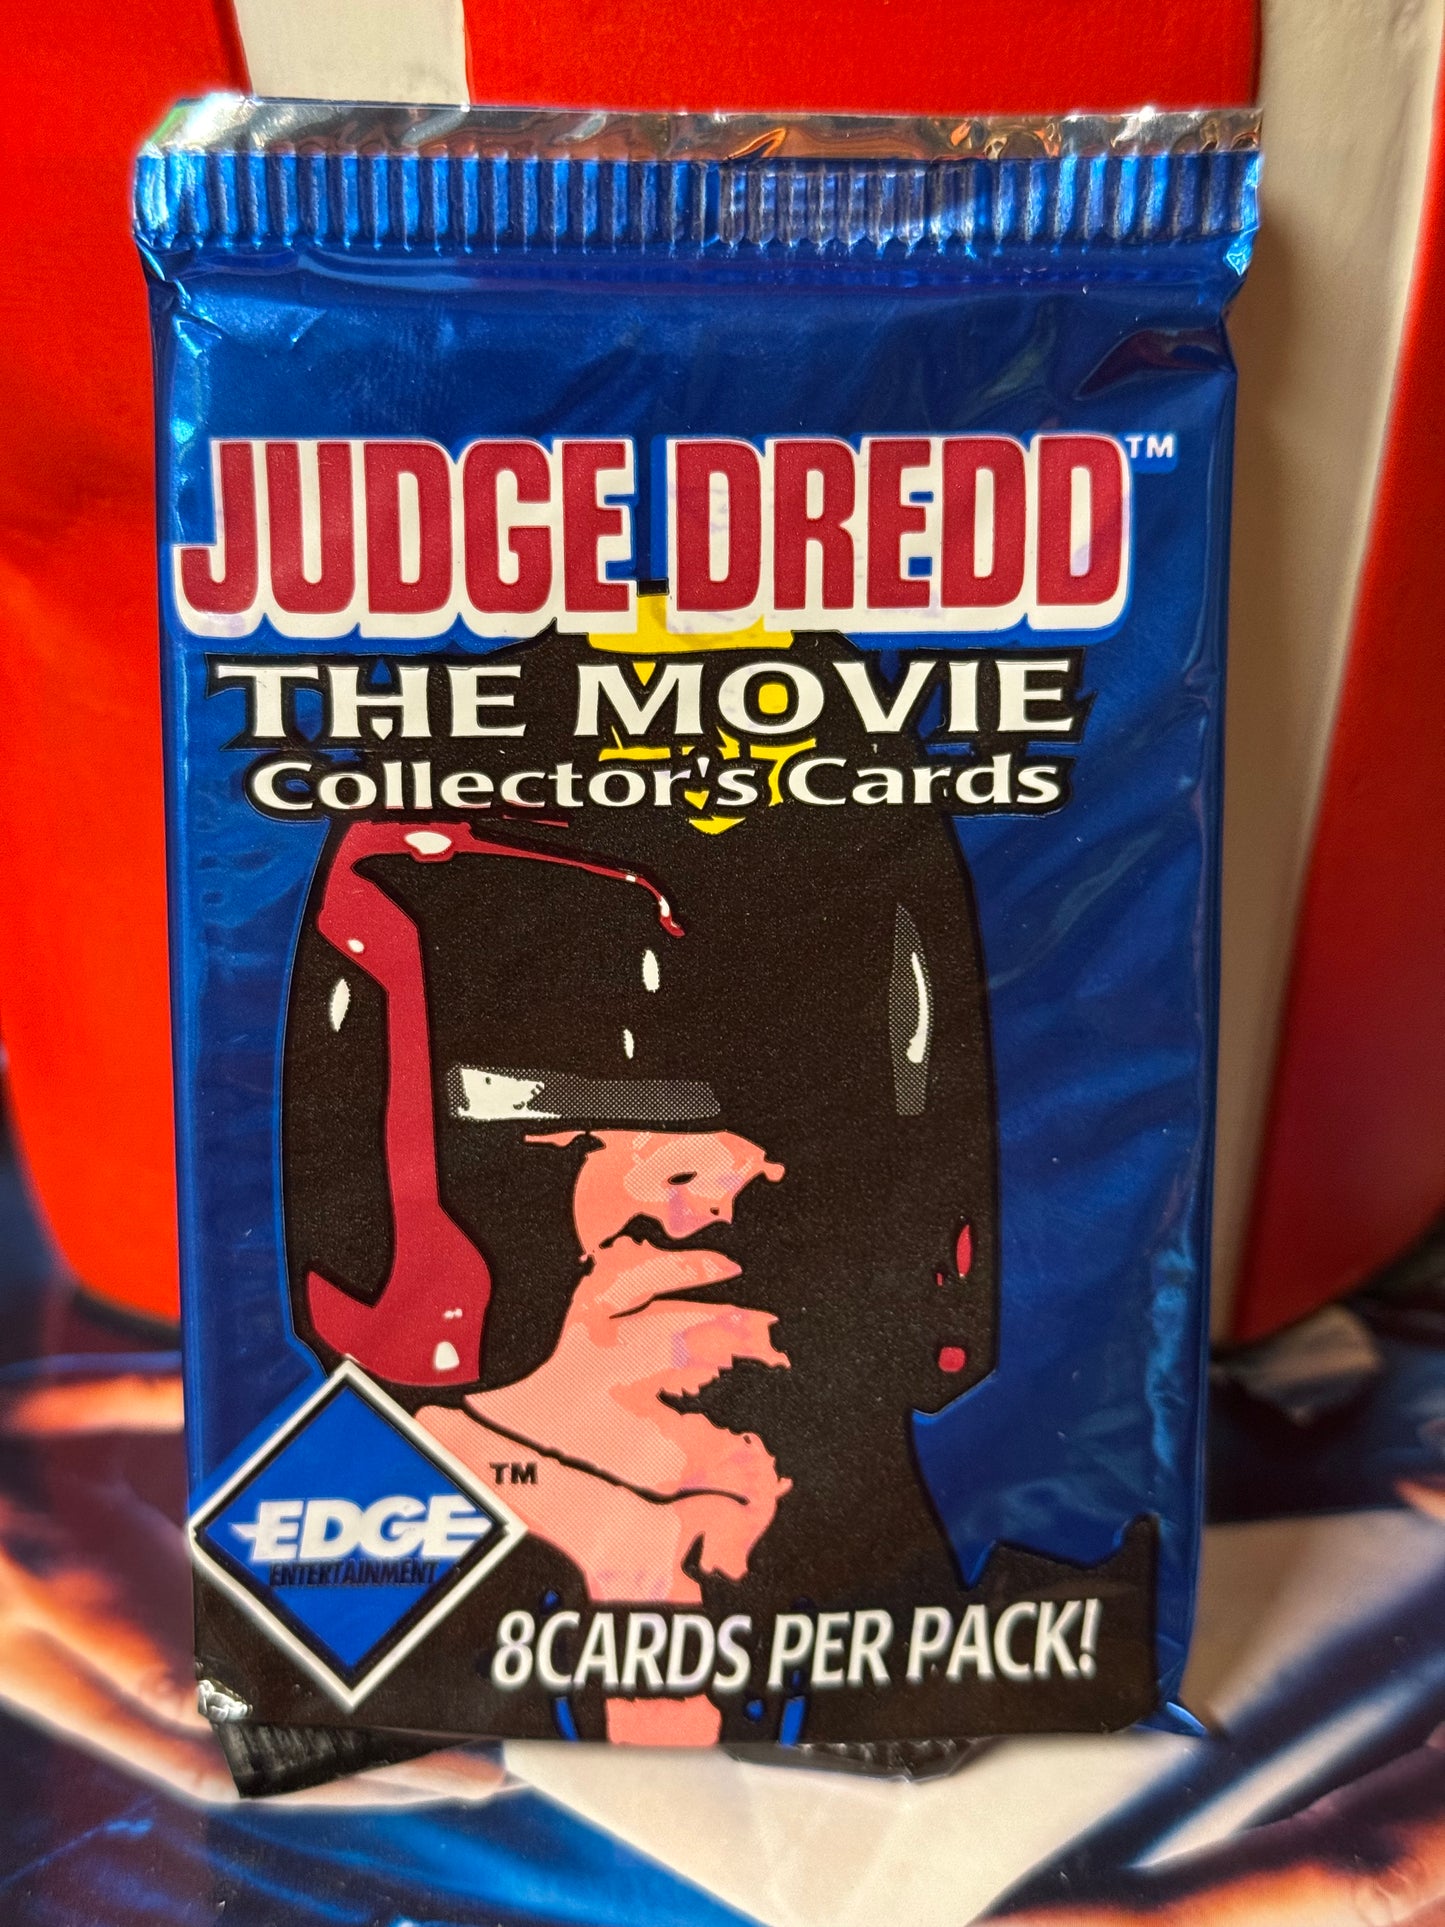 JUDGE DREDD™
THE MOVIE
Collector's Cards
™
EDGE
ENTERTAINMENT
8CARDS PER PACK!